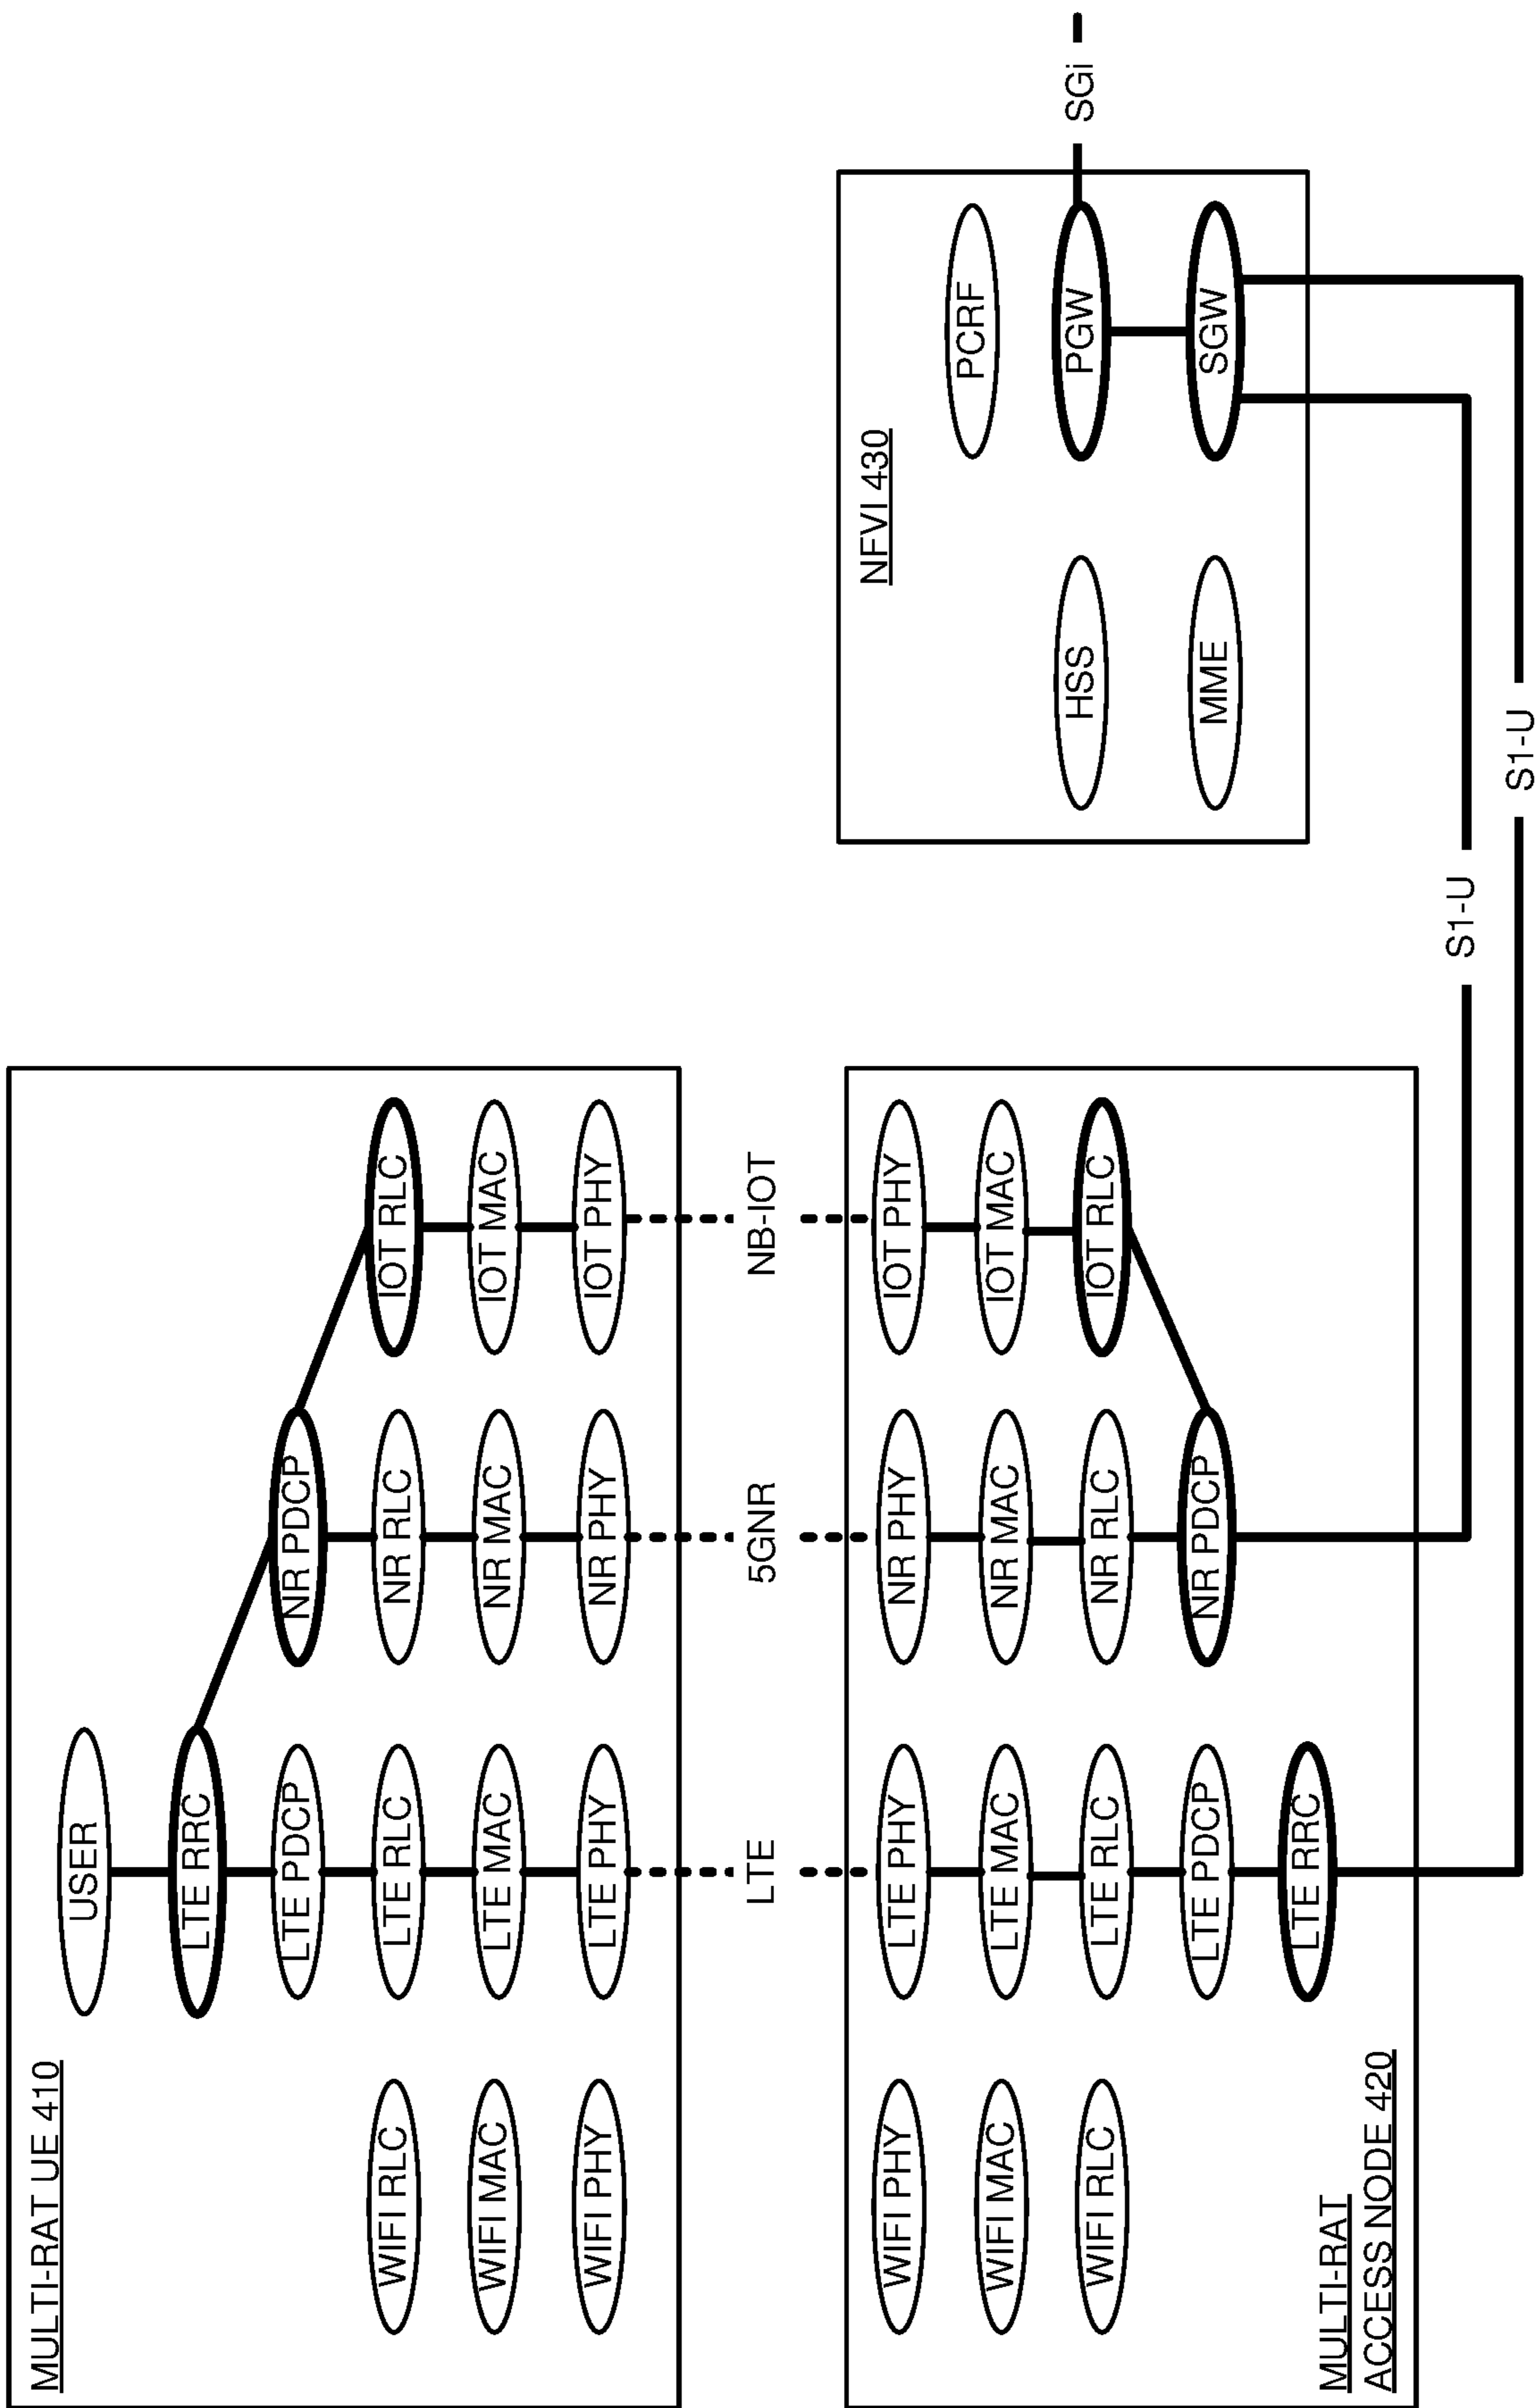 MULTI-RAT UE 410
USER
LTE RRC
LTE PDCP
NR PDCP
WIFI RLC
LTE RLC
NR RLC
IOT RLC
WIFI MAC
LTE MAC
NR MAC
IOT MAC
WIFI PHY
LTE PHY
NR PHY
IOT PHY
LTE
5GNR
NB-IOT
WIFI PHY
LTE PHY
NR PHY
IOT PHY
WIFI MAC
LTE MAC
NR MAC
IOT MAC
WIFI RLC
LTE RLC
NR RLC
IOT RLC
LTE PDCP
NR PDCP
LTE RRC
MULTI-RAT
ACCESS NODE 420
NFVI 430
PCRF
HSS
PGW
SGi
MME
SGW
S1-U
S1-U